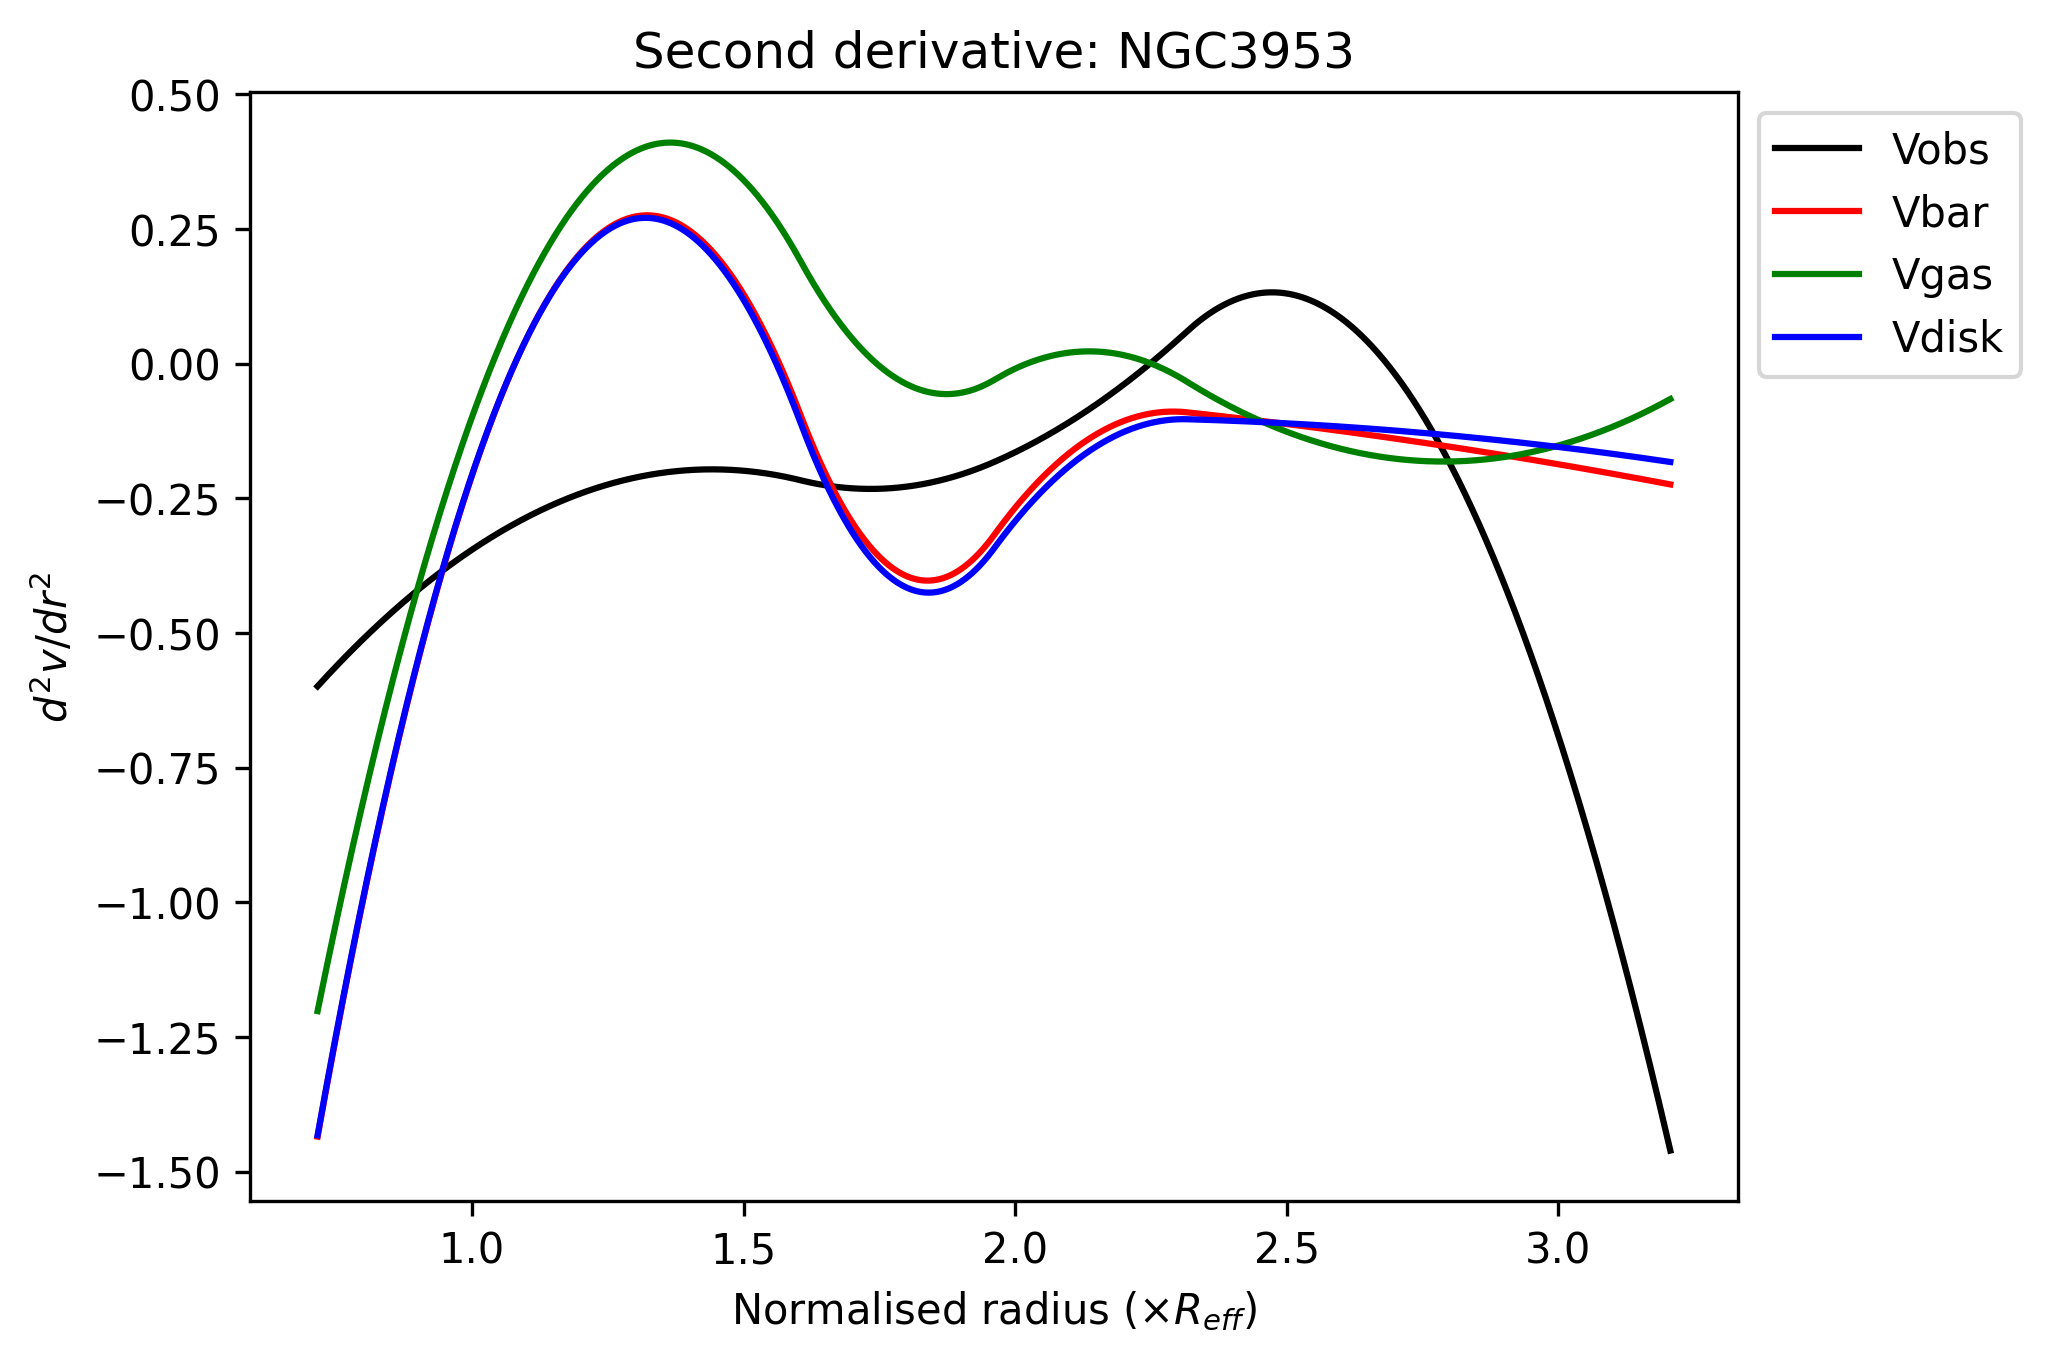 Second derivative: NGC3953
0.50
0.25
0.00
−0.25
−0.50
−0.75
−1.00
−1.25
−1.50
d²v/dr²
1.0 1.5 2.0 2.5 3.0
Normalised radius (×R_eff)
Vobs
Vbar
Vgas
Vdisk